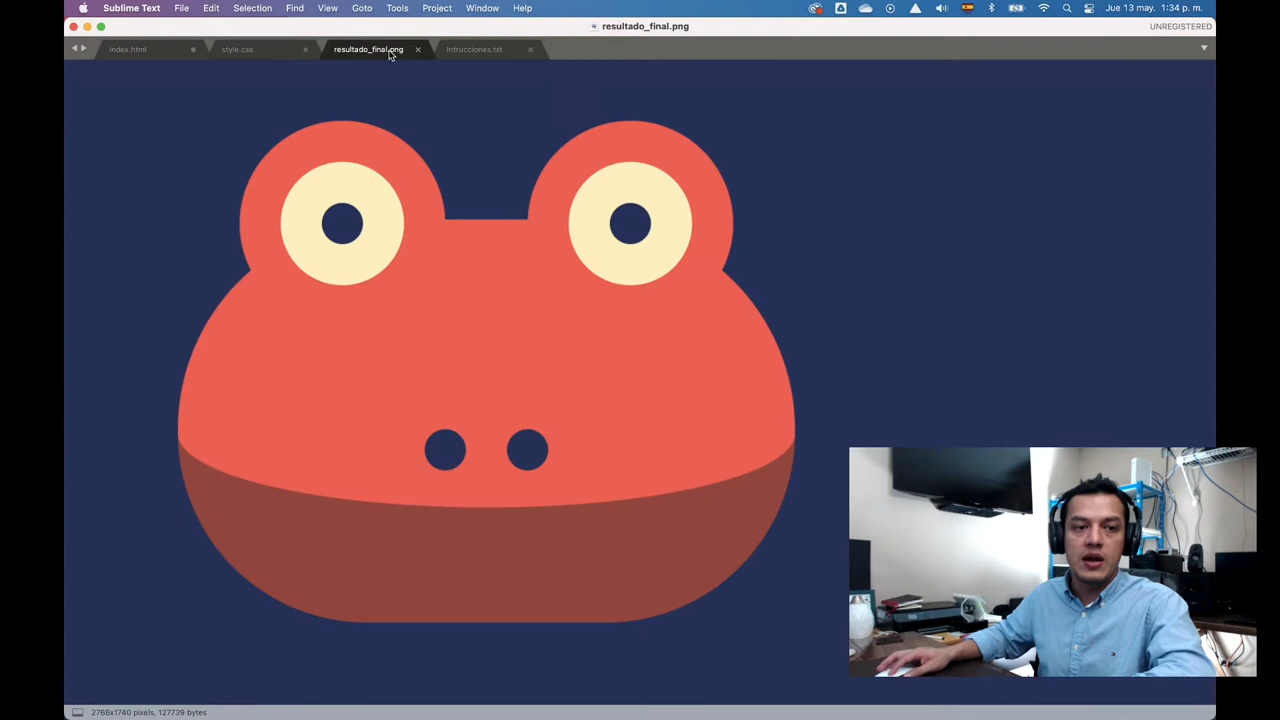 Sublime Text File Edit Selection Find View Goto Tools Project Window Help Jue 13 may. 1:34 p. m.
resultado_final.png UNREGISTERED
index.html style.css resultado_final.png Intrucciones.txt
2766x1740 pixels, 127739 bytes